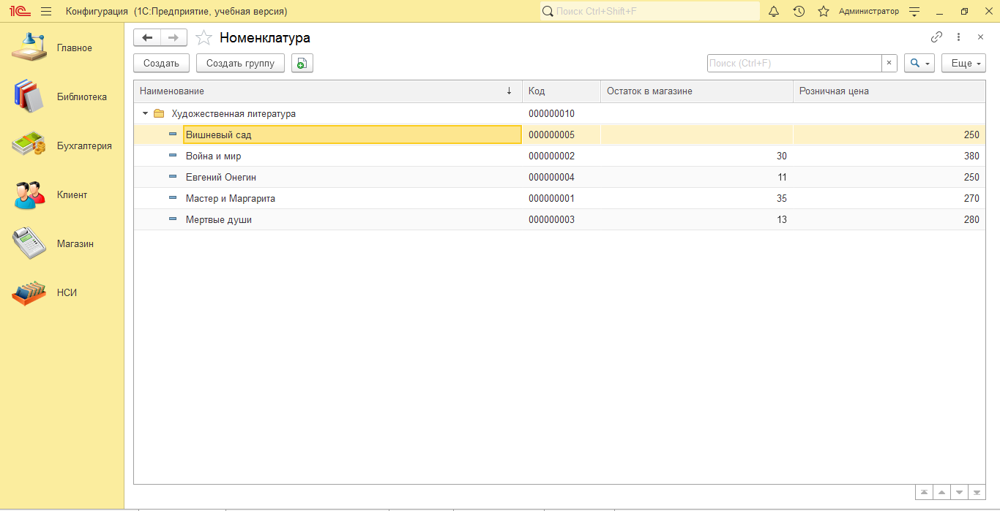 1С Конфигурация (1С:Предприятие, учебная версия) Поиск Ctrl+Shift+F Администратор
Главное
Библиотека
Бухгалтерия
Клиент
Магазин
НСИ
Номенклатура
Создать Создать группу Поиск (Ctrl+F) × Еще
Наименование ↓ Код Остаток в магазине Розничная цена
Художественная литература 000000010
Вишневый сад 000000005 250
Война и мир 000000002 30 380
Евгений Онегин 000000004 11 250
Мастер и Маргарита 000000001 35 270
Мертвые души 000000003 13 280